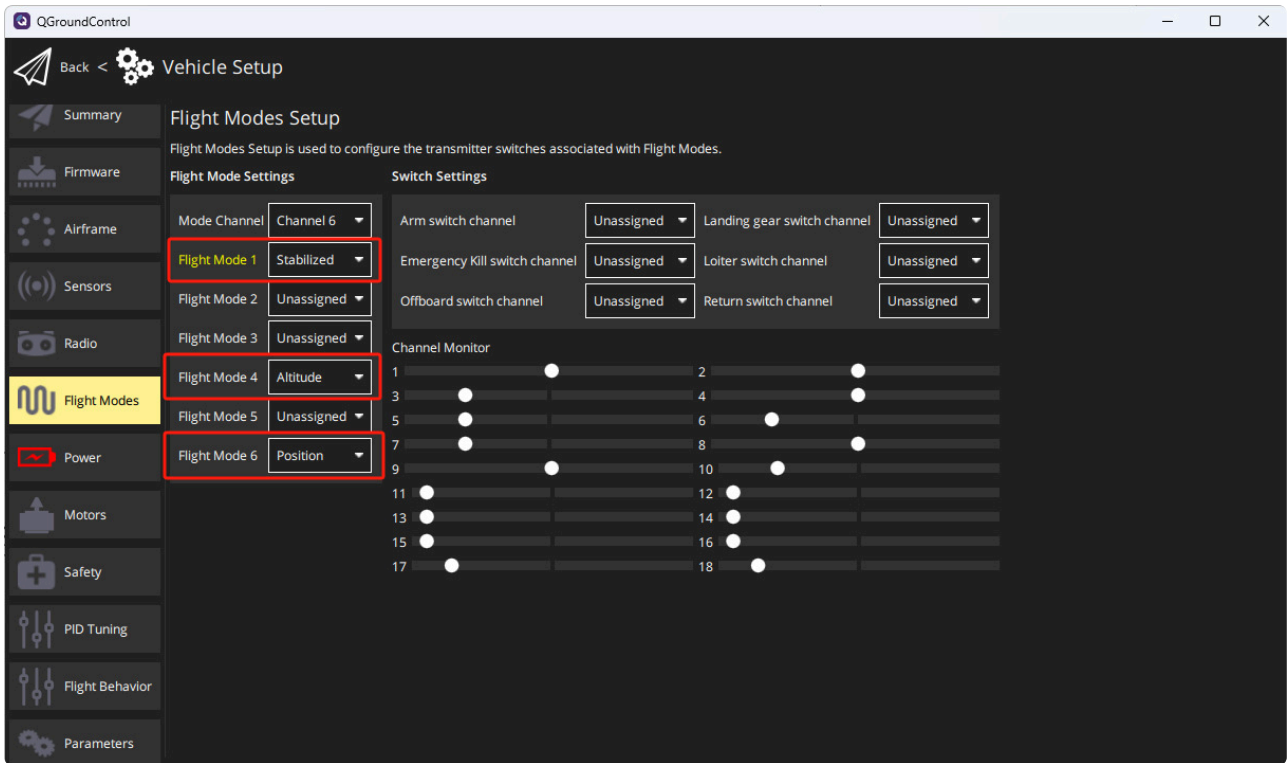 QGroundControl
Back < Vehicle Setup
Summary
Firmware
Airframe
Sensors
Radio
Flight Modes
Power
Motors
Safety
PID Tuning
Flight Behavior
Parameters
Flight Modes Setup
Flight Modes Setup is used to configure the transmitter switches associated with Flight Modes.
Flight Mode Settings
Mode Channel Channel 6
Flight Mode 1 Stabilized
Flight Mode 2 Unassigned
Flight Mode 3 Unassigned
Flight Mode 4 Altitude
Flight Mode 5 Unassigned
Flight Mode 6 Position
Switch Settings
Arm switch channel Unassigned Landing gear switch channel Unassigned
Emergency Kill switch channel Unassigned Loiter switch channel Unassigned
Offboard switch channel Unassigned Return switch channel Unassigned
Channel Monitor
1 2
3 4
5 6
7 8
9 10
11 12
13 14
15 16
17 18